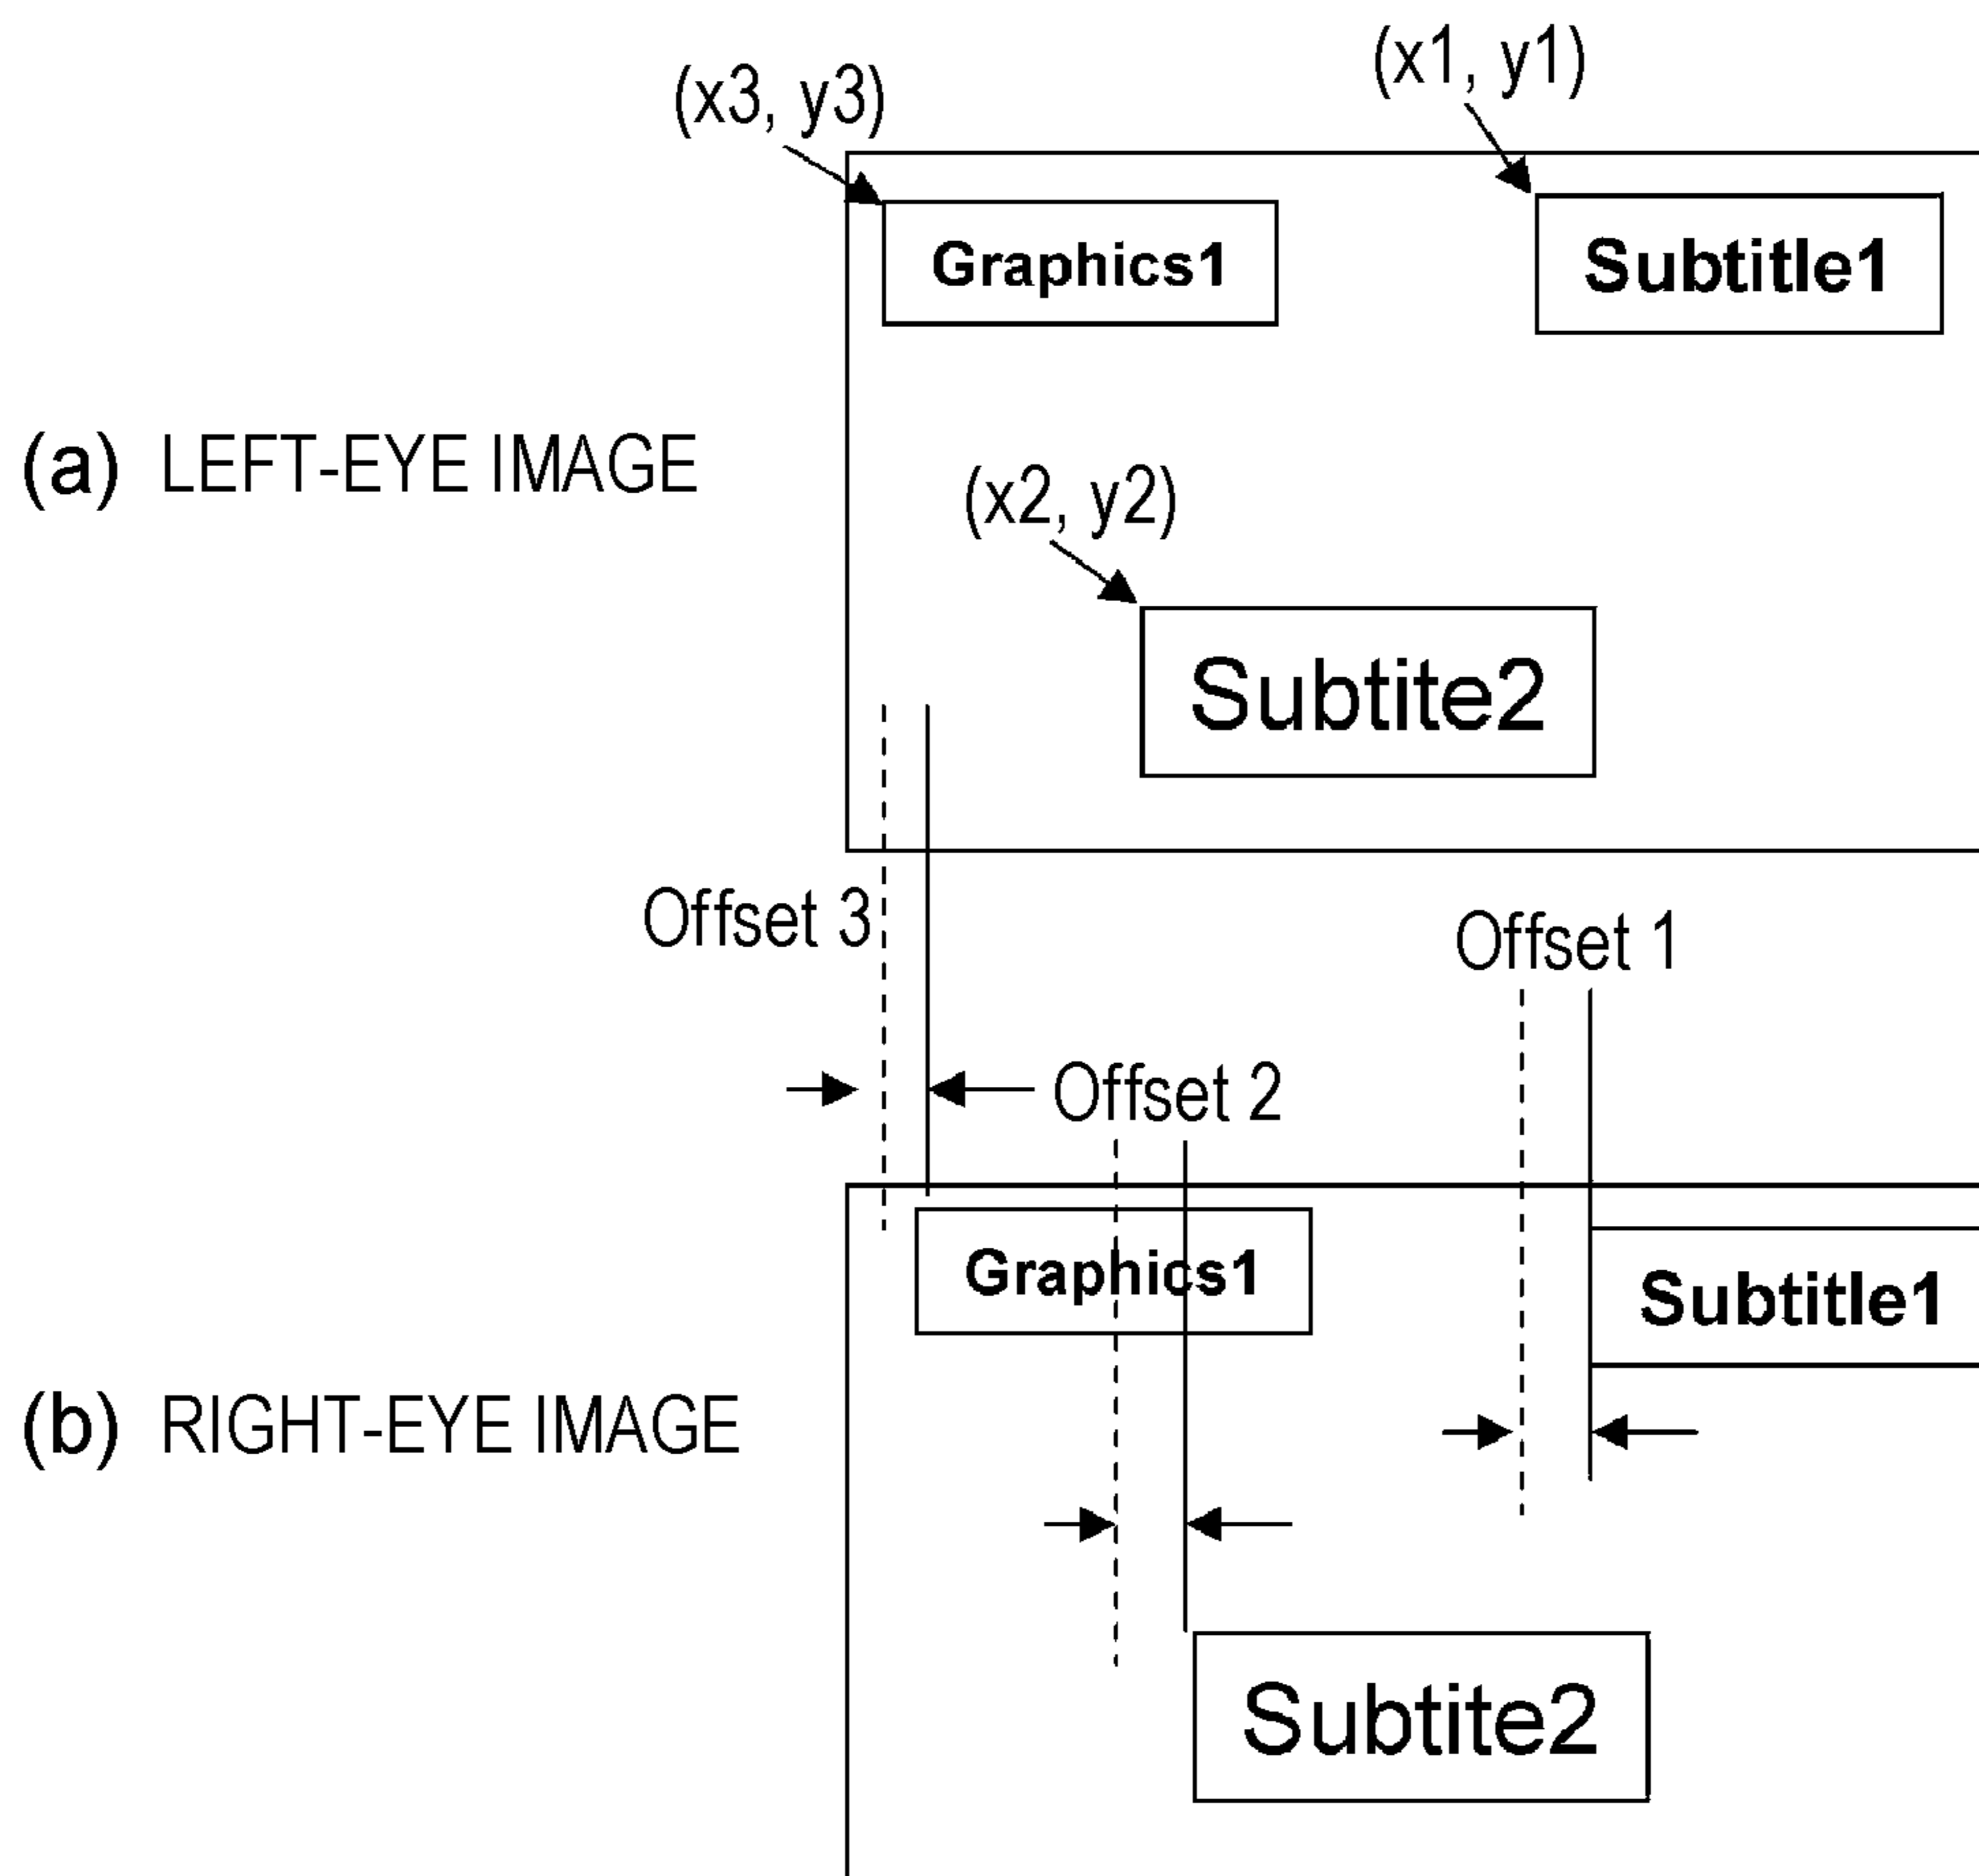 (x1, y1)
(x3, y3)
Graphics1
Subtitle1
(a) LEFT-EYE IMAGE
(x2, y2)
Subtite2
Offset 3
Offset 1
Offset 2
Graphics1
Subtitle1
(b) RIGHT-EYE IMAGE
Subtite2